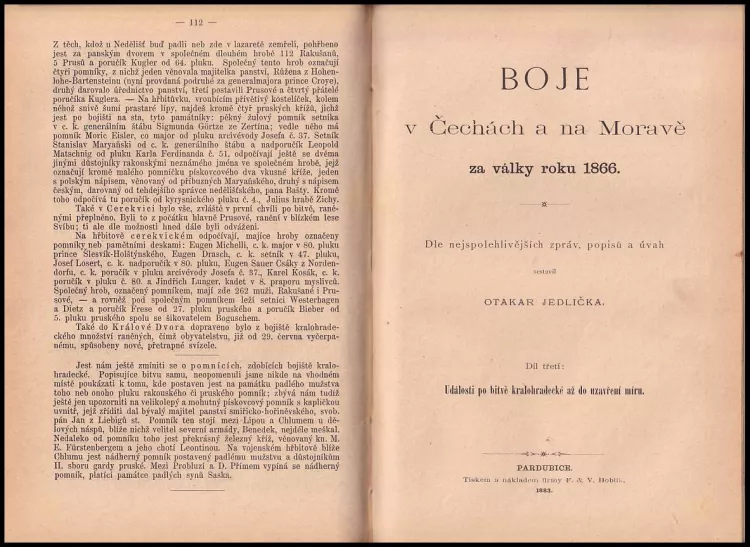 — 112 —
Z těch, kdož u Nedělišť buď padli neb zde v lazaretě zemřeli, pohřbeno
jest za panským dvorem v společném dlouhém hrobě 112 Rakušanů,
5 Prusů a poručík Kugler od 64. pluku. Společný tento hrob označují
čtyři pomníky, z nichž jeden věnovala majitelka panství, Růžena z Hohen-
lohe-Bartensteinu (nyní provdaná podruhé za generalmajora prince Croye),
druhý darovalo úřednictvo panství, třetí postavili Prusové a čtvrtý přátelé
poručíka Kuglera. — Na hřbitůvku, vroubícím přívětivý kostelíček, kolem
něhož snivě šumí prastaré lípy, najdeš kromě čtyř pruských křížů, jichž
jest po bojišti na sta, tyto památníky: pěkný žulový pomník setníka
v c. k. generálním štábu Sigmunda Görtze ze Zertína; vedle něho má
pomník Moric Eisler, co major od pluku arcivévody Josefa č. 37. Setník
Stanislav Maryański od c. k. generalního štábu a nadporučík Leopold
Matschnig od pluku Karla Ferdinanda č. 51. odpočívají ještě se dvěma
jinými důstojníky rakouskými neznámého jména ve společném hrobě, jejž
označují kromě malého pomníčku pískovcového dva vkusné kříže, jeden
s polským nápisem, věnovaný od příbuzných Maryańského, druhý s nápisem
českým, darovaný od tehdejšího správce nedělišťského, pana Bašty. Kromě
toho odpočívá tu poručík od kyrysnického pluku č. 4., Julius hrabě Zichy.
Také v Cerekvici bylo vše, zvláště v první chvíli po bitvě, raně-
nými přeplněno. Byli to z počátku hlavně Prusové, ranění v blízkém lese
Svíbu; ti ale dle možnosti hned dále byli odváženi.
Na hřbitově cerekvickém odpočívají, majíce hroby označeny
pomníky neb pamětními deskami: Eugen Michelli, c. k. major v 80. pluku
prince Šlesvík-Holštýnského, Eugen Drasch, c. k. setník v 47. pluku,
Josef Losert, c. k. nadporučík v 80. pluku, Eugen Sauer Csáky z Norden-
dorfu, c. k. poručík v pluku arcivévody Josefa č. 37., Karel Kosák, c. k.
poručík v pluku č. 80. a Jindřich Lunger, kadet v 8. praporu myslivců.
Společný hrob, označený pomníkem, mají zde 262 muži, Rakušané i Pru-
sové, — a rovněž pod společným pomníkem leží setníci Westerhagen
a Dietz a poručík Frese od 27. pluku pruského a poručík Bieber od
5. pluku pruského spolu se šikovatelem Boguschem.
Také do Králové Dvora dopraveno bylo z bojiště kralohrade-
ckého množství raněných, čímž obyvatelstvu, již od 29. června vyčerpa-
nému, způsobeny nové, přetrapné svízele.
Jest nám ještě zmíniti se o pomnících, zdobících bojiště kralo-
hradecké. Popisujíce bitvu samu, neopomenuli jsme nikde na vhodném
místě poukázati k tomu, kde postaven jest na památku padlého mužstva
toho neb onoho pluku rakouského či pruského pomník; zbývá nám tudíž
ještě jen upozorniti na velikolepý a mohutný pískovcový pomník s kapličkou
uvnitř, jejž zříditi dal bývalý majitel panství smiřicko-hořiněvského, svob.
pán Jan z Liebigů st. Pomník ten stojí mezi Lípou a Chlumem u dě-
lových náspů, blíže nichž velitel severní armády, Benedek, nejdéle meškal.
Nedaleko od pomníku toho jest překrásný železný kříž, věnovaný kn. M.
E. Fürstenbergem a jeho chotí Leontinou. Na vojenském hřbitově blíže
Chlumu jest nádherný pomník postavený padlému mužstvu a důstojníkům
II. sboru gardy pruské. Mezi Probluzí a D. Přímem vypíná se nádherný
pomník, platící památce padlých synů Saska.
BOJE
v Čechách a na Moravě
za války roku 1866.
Dle nejspolehlivějších zpráv, popisů a úvah
sestavil
OTAKAR JEDLIČKA.
Díl třetí:
Události po bitvě kralohradecké až do uzavření míru.
PARDUBICE.
Tiskem a nákladem firmy F. & V. Hoblík.
1883.